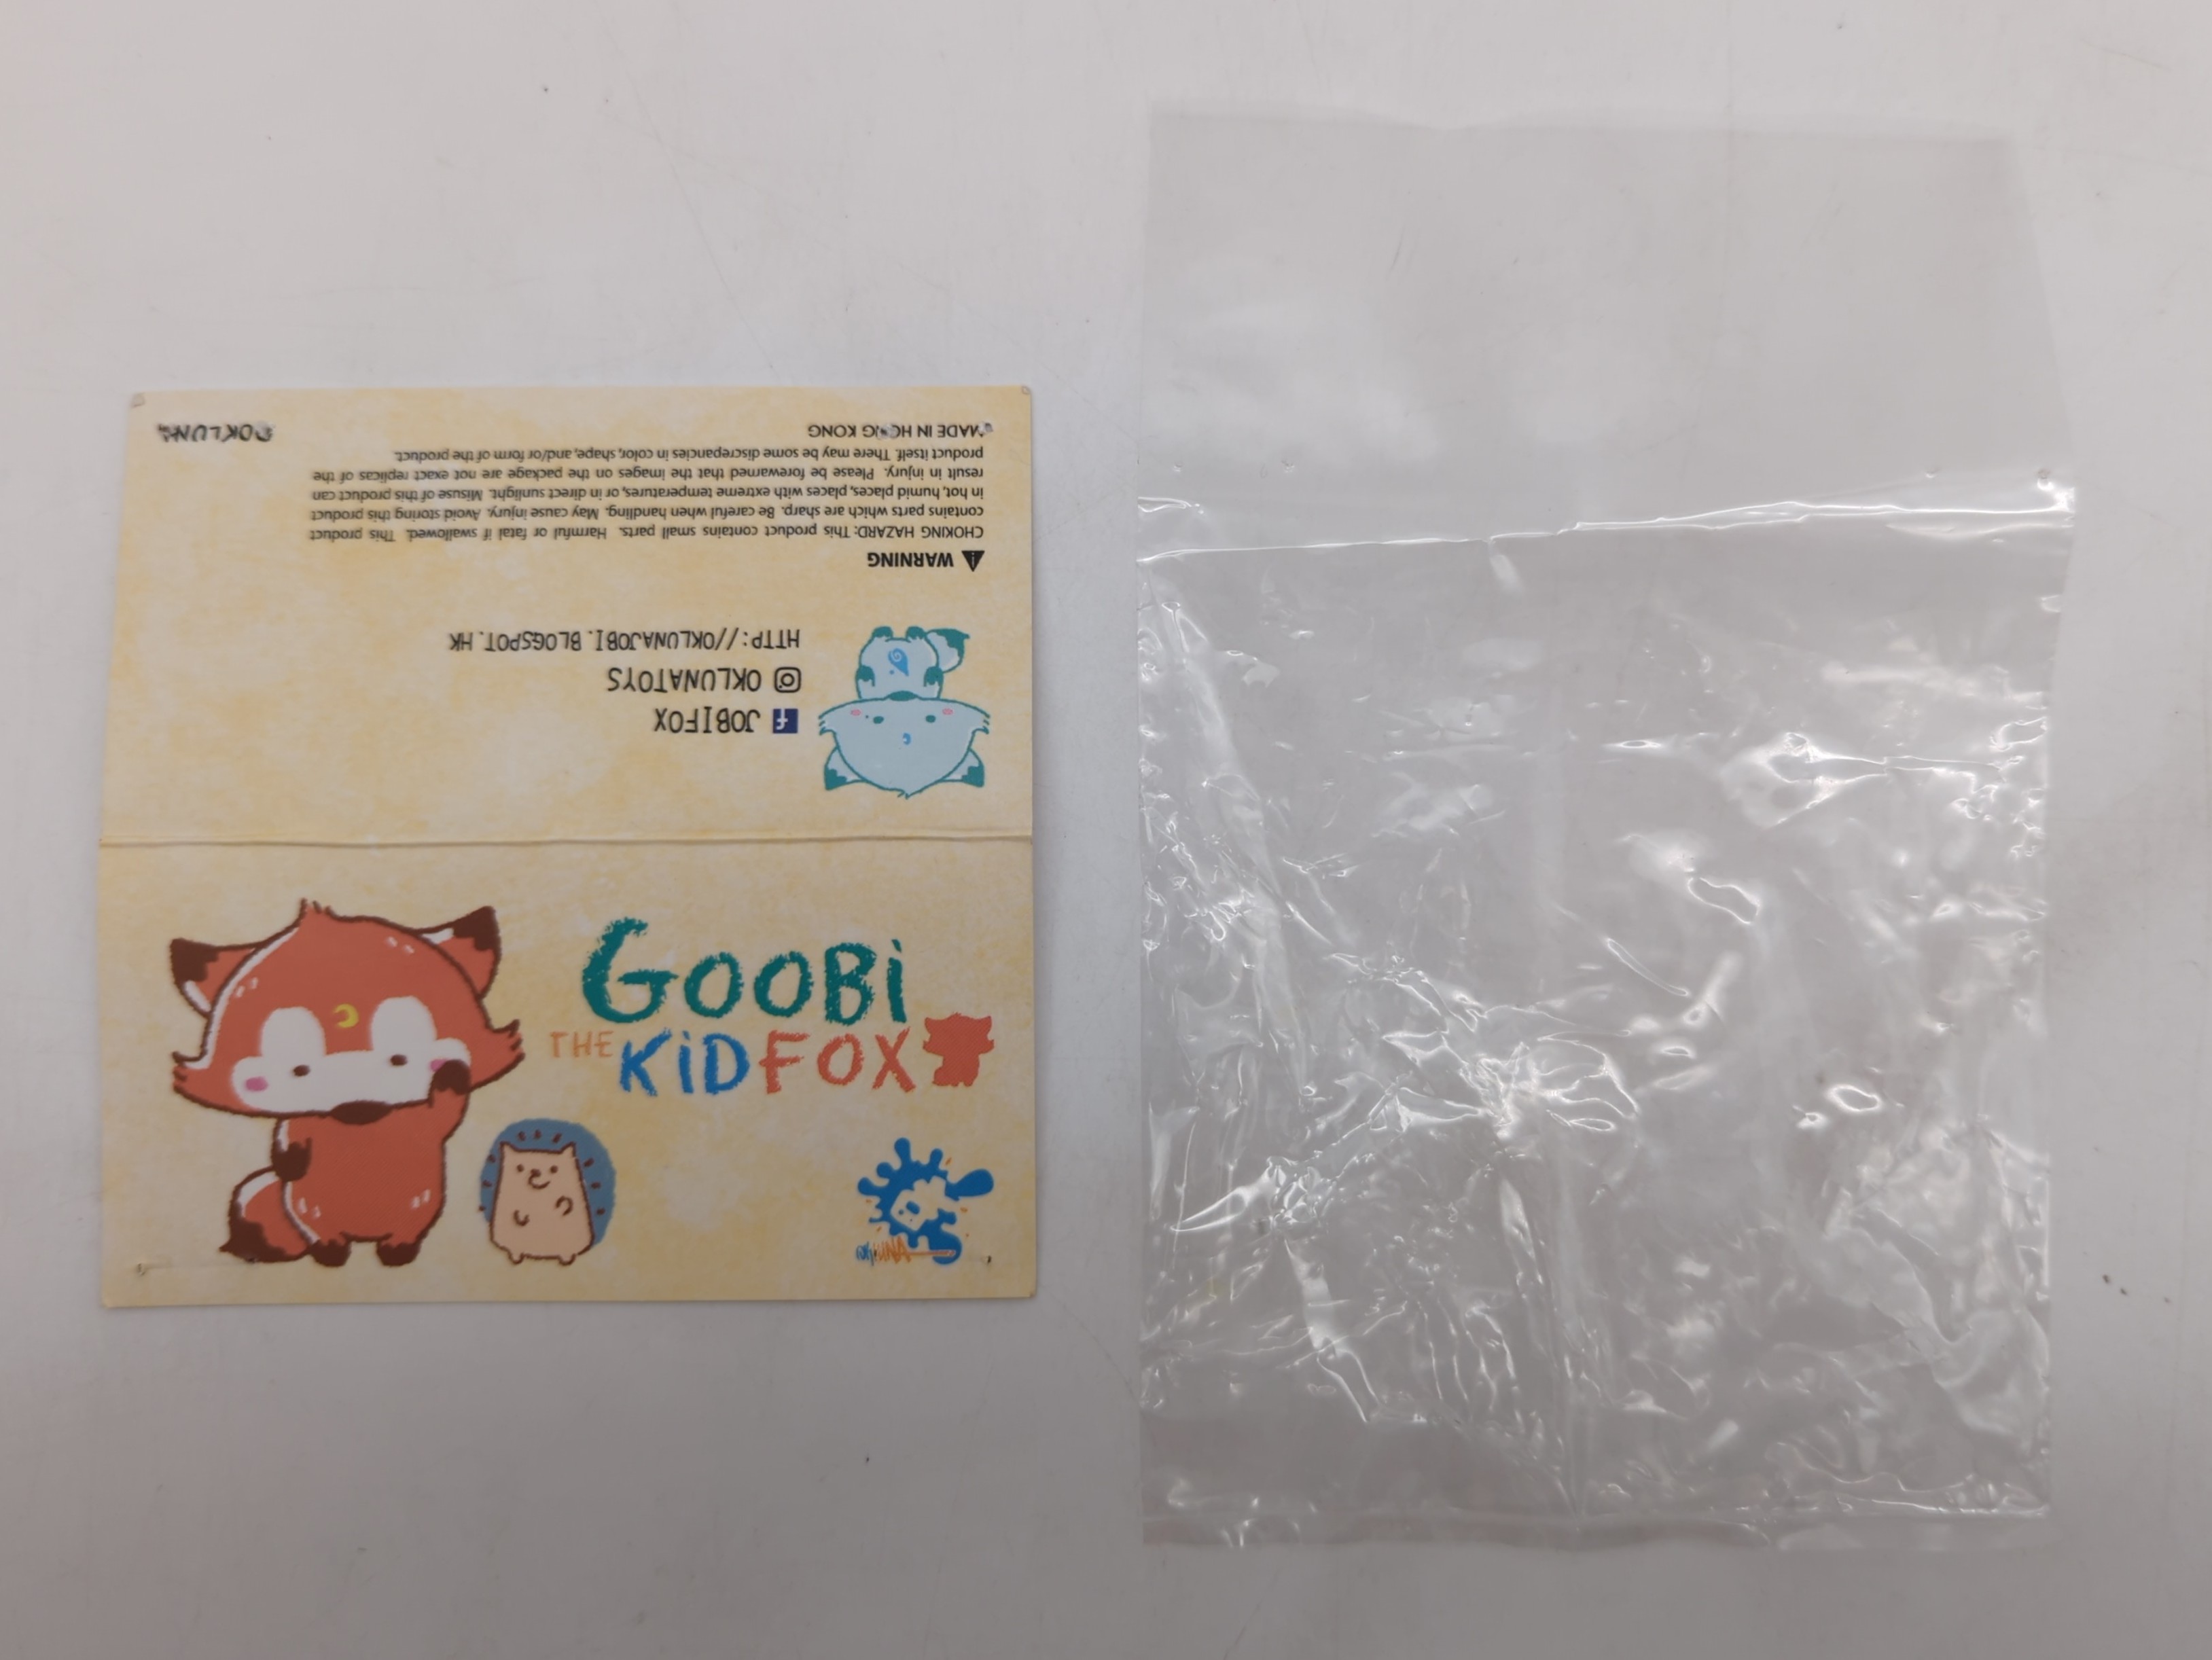 GOOBi
THE KiD FOX
OKLUNA
JOBIFOX
OKLUNATOYS
HTTP://OKLUNAJOBI.BLOGSPOT.HK
WARNING
CHOKING HAZARD: This product contains small parts. Harmful or fatal if swallowed. This product
contains parts which are sharp. Be careful when handling. May cause injury. Avoid storing this product
in hot, humid places, places with extreme temperatures, or in direct sunlight. Misuse of this product can
result in injury. Please be forewarned that the images on the package are not exact replicas of the
product itself. There may be some discrepancies in color, shape, and/or form of the product.
MADE IN HONG KONG
©OKLUNA